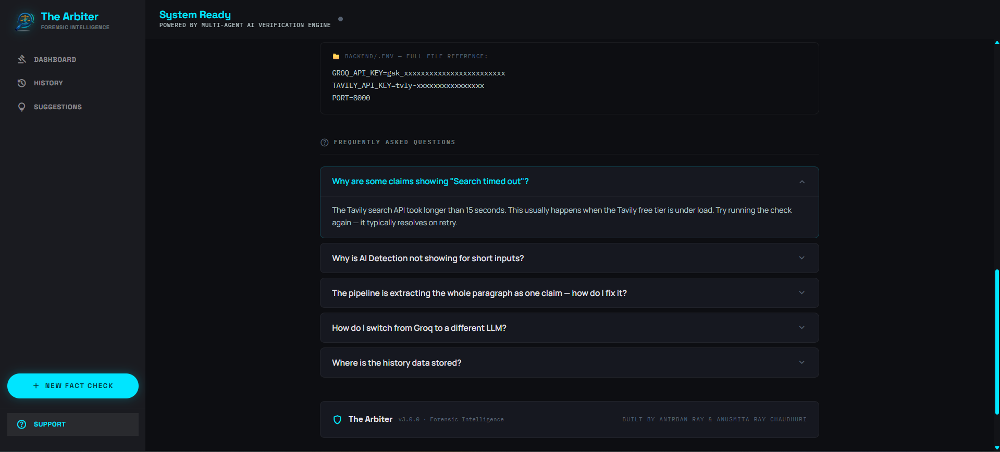 The Arbiter
FORENSIC INTELLIGENCE
DASHBOARD
HISTORY
SUGGESTIONS
+ NEW FACT CHECK
SUPPORT
System Ready
POWERED BY MULTI-AGENT AI VERIFICATION ENGINE
BACKEND/.ENV — FULL FILE REFERENCE:
GROQ_API_KEY=gsk_xxxxxxxxxxxxxxxxxxxxxxxx
TAVILY_API_KEY=tvly-xxxxxxxxxxxxxxxx
PORT=8000
FREQUENTLY ASKED QUESTIONS
Why are some claims showing "Search timed out"?
The Tavily search API took longer than 15 seconds. This usually happens when the Tavily free tier is under load. Try running the check
again — it typically resolves on retry.
Why is AI Detection not showing for short inputs?
The pipeline is extracting the whole paragraph as one claim — how do I fix it?
How do I switch from Groq to a different LLM?
Where is the history data stored?
The Arbiter v3.0.0 · Forensic Intelligence
BUILT BY ANIRBAN RAY & ANUSMITA RAY CHAUDHURI